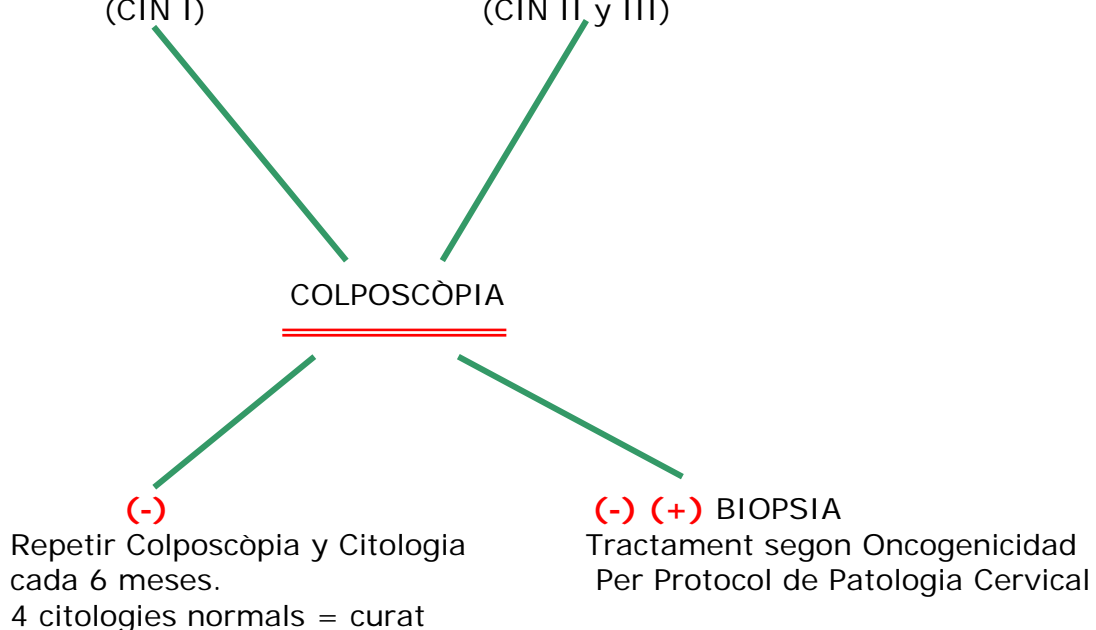 (CIN I)
(CIN II y III)
COLPOSCÒPIA
(-)
Repetir Colposcòpia y Citologia
cada 6 meses.
4 citologies normals = curat
(-) (+) BIOPSIA
Tractament segon Oncogenicidad
Per Protocol de Patologia Cervical